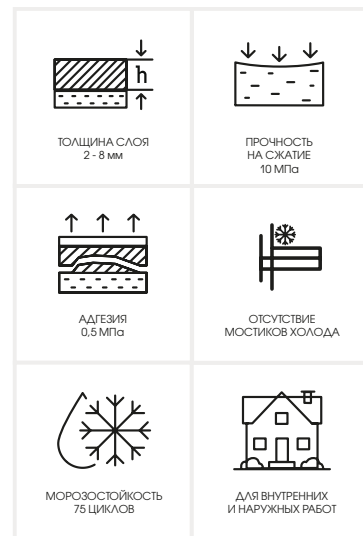 h
ТОЛЩИНА СЛОЯ
2 - 8 мм
ПРОЧНОСТЬ
НА СЖАТИЕ
10 МПа
АДГЕЗИЯ
0,5 МПа
ОТСУТСТВИЕ
МОСТИКОВ ХОЛОДА
МОРОЗОСТОЙКОСТЬ
75 ЦИКЛОВ
ДЛЯ ВНУТРЕННИХ
И НАРУЖНЫХ РАБОТ